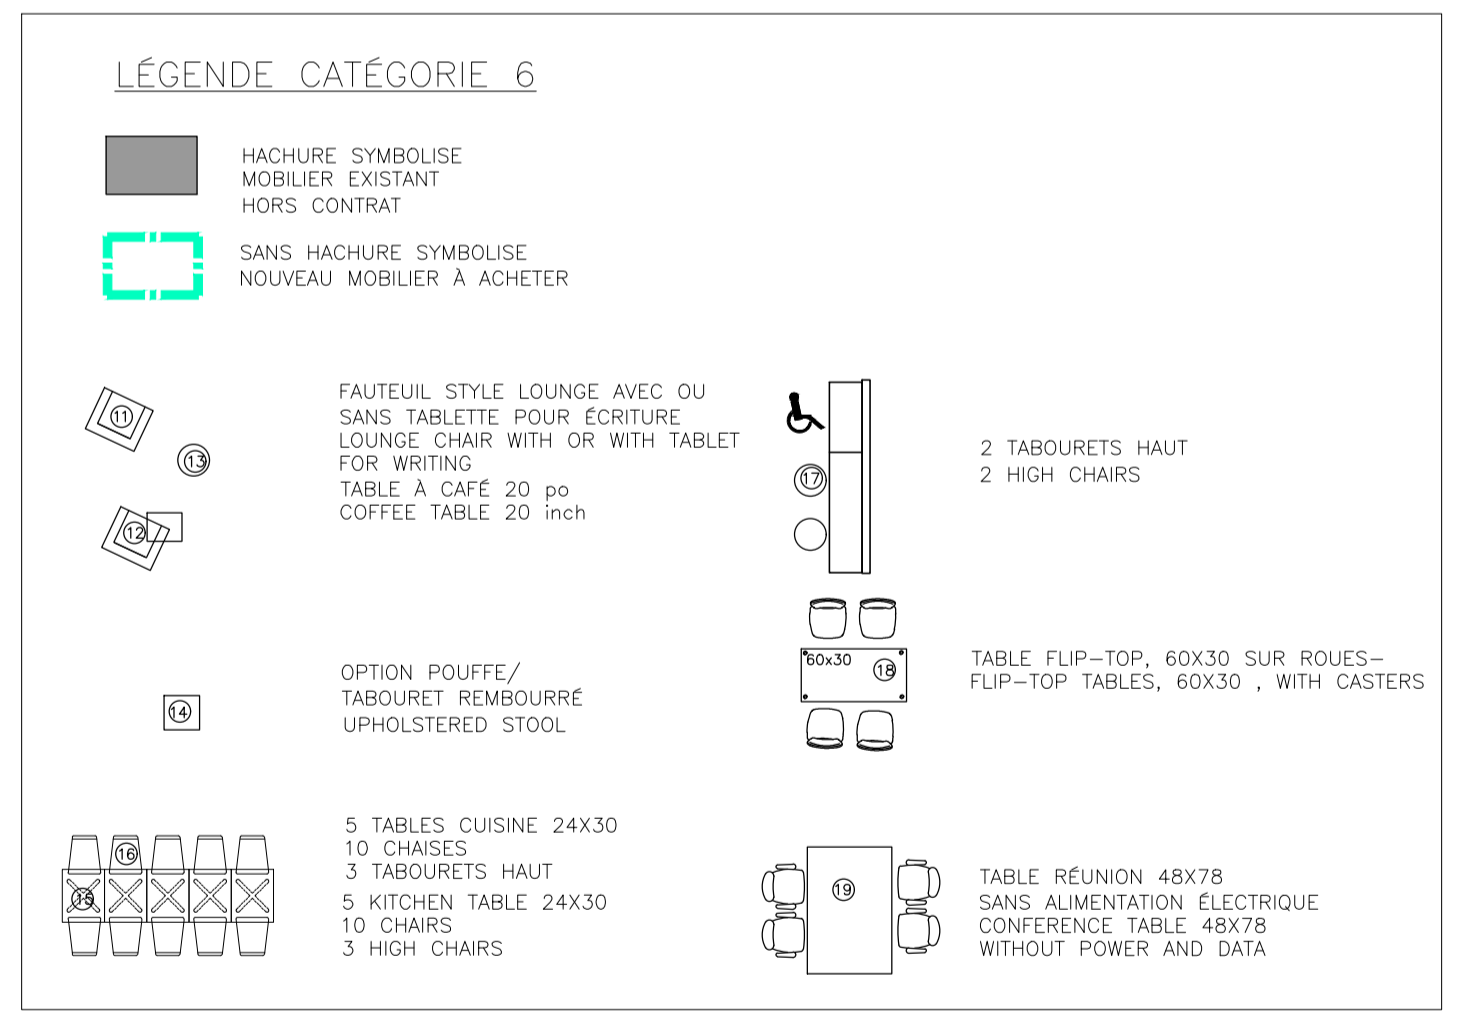 LÉGENDE CATÉGORIE 6
HACHURE SYMBOLISE
MOBILIER EXISTANT
HORS CONTRAT
SANS HACHURE SYMBOLISE
NOUVEAU MOBILIER À ACHETER
11
13
12
FAUTEUIL STYLE LOUNGE AVEC OU
SANS TABLETTE POUR ÉCRITURE
LOUNGE CHAIR WITH OR WITH TABLET
FOR WRITING
TABLE À CAFÉ 20 po
COFFEE TABLE 20 inch
14
OPTION POUFFE/
TABOURET REMBOURRÉ
UPHOLSTERED STOOL
16
15
5 TABLES CUISINE 24X30
10 CHAISES
3 TABOURETS HAUT
5 KITCHEN TABLE 24X30
10 CHAIRS
3 HIGH CHAIRS
17
2 TABOURETS HAUT
2 HIGH CHAIRS
60x30
18
TABLE FLIP-TOP, 60X30 SUR ROUES-
FLIP-TOP TABLES, 60X30 , WITH CASTERS
19
TABLE RÉUNION 48X78
SANS ALIMENTATION ÉLECTRIQUE
CONFERENCE TABLE 48X78
WITHOUT POWER AND DATA